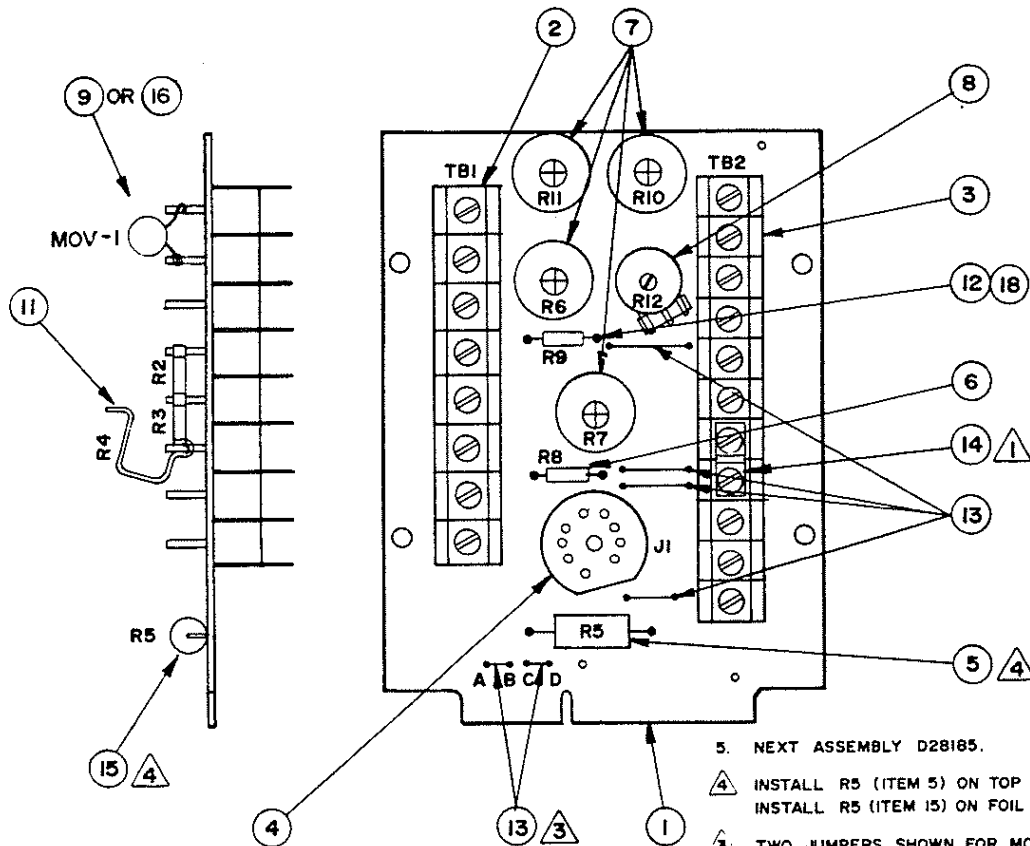 2
7
9 OR 16
8
TB1
R11
R10
TB2
3
MOV-1
R6
R12
12 18
11
R9
R2
R3
R4
R7
6
R8
14 1
13
J1
R5
R5
5 4
A B C D
15 4
4
13 3
1
5. NEXT ASSEMBLY D28185.
4 INSTALL R5 (ITEM 5) ON TOP
INSTALL R5 (ITEM 15) ON FOIL
3. TWO JUMPERS SHOWN FOR MO